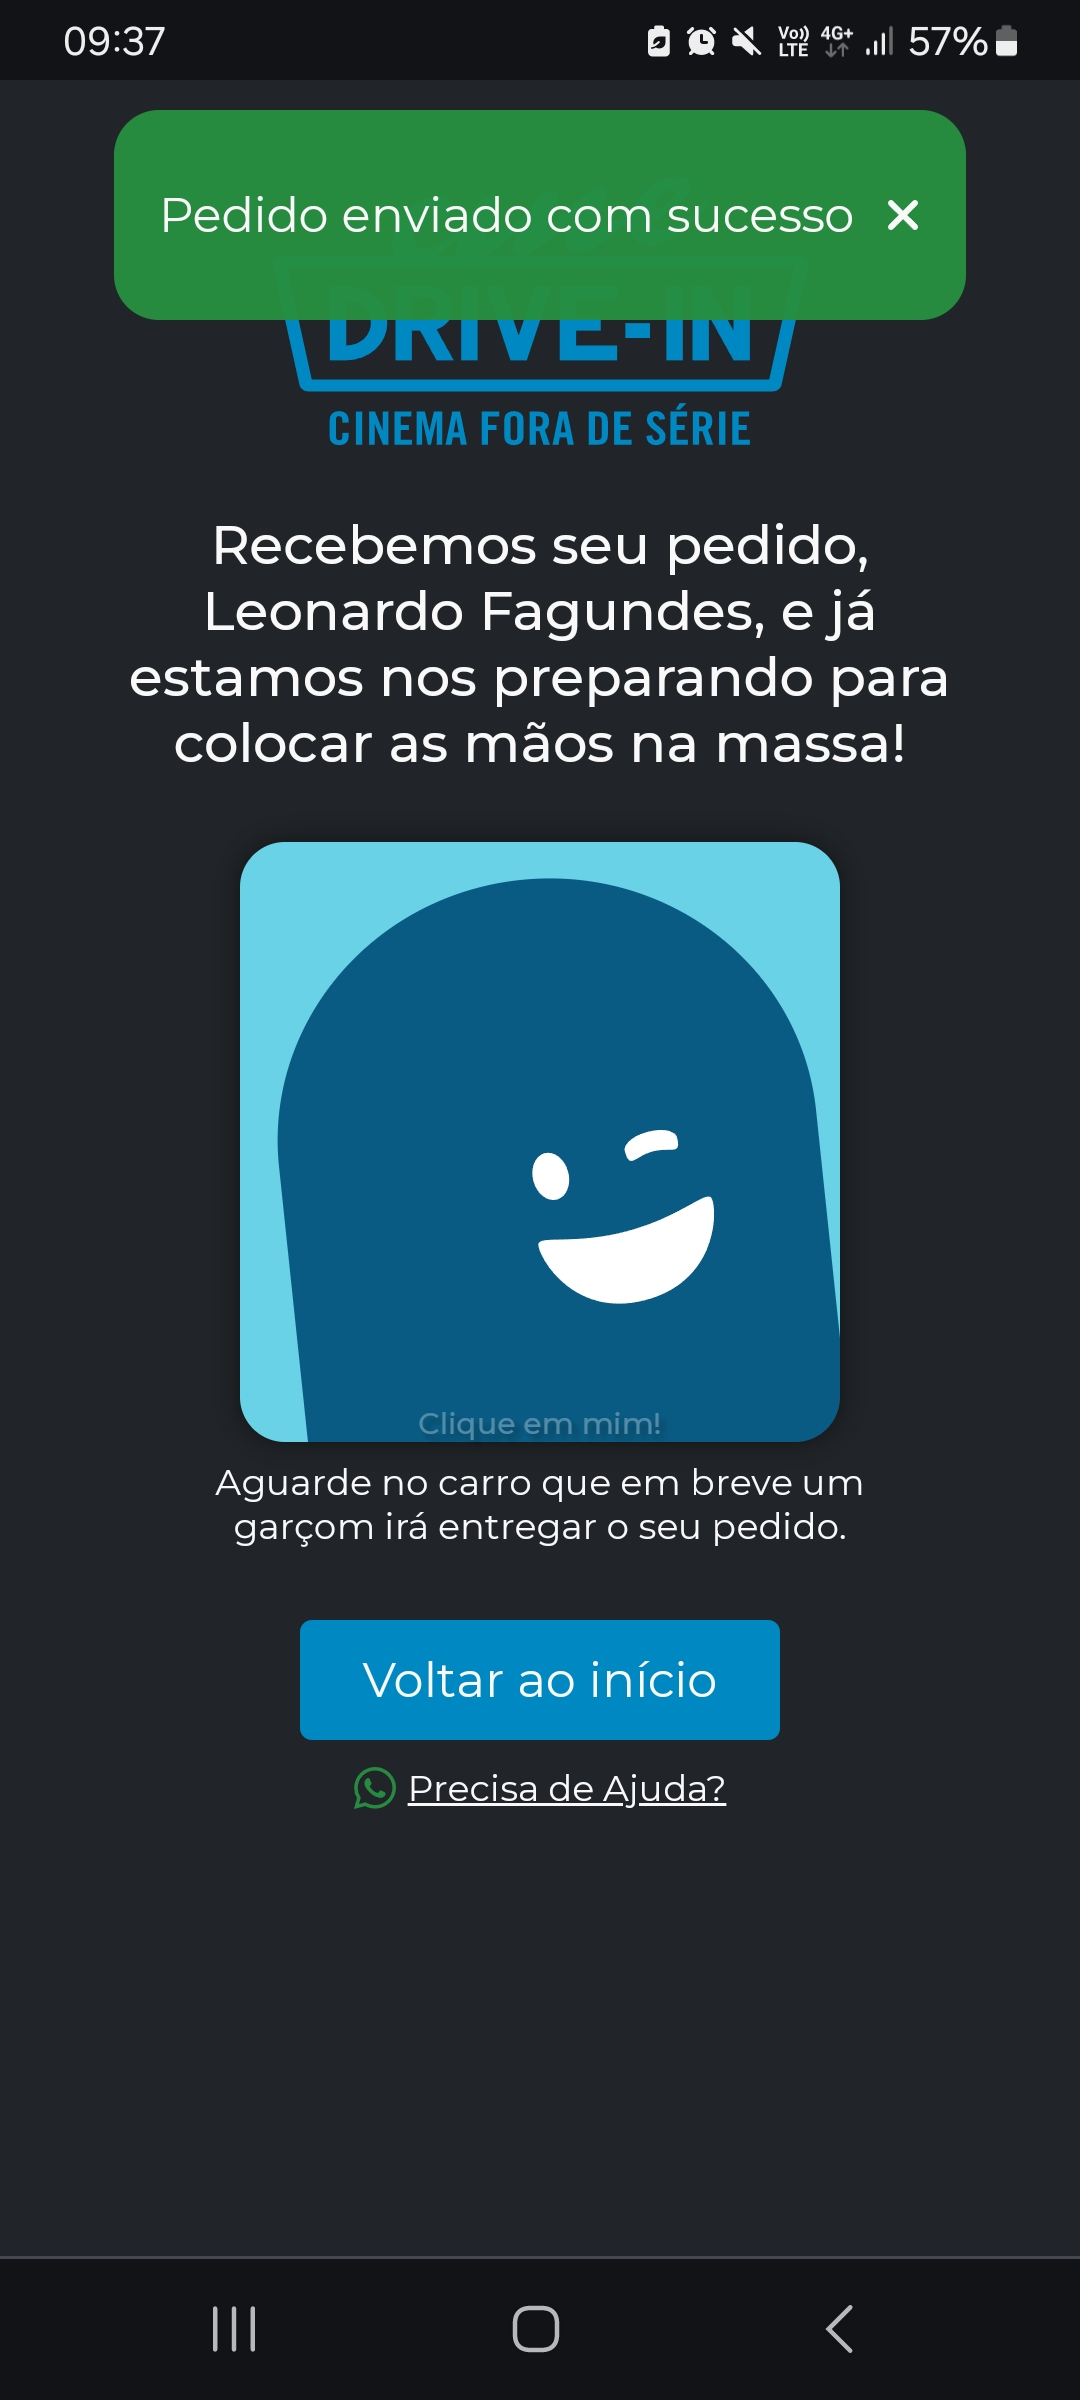 09:37
Vo)) LTE
4G+
57%
Pedido enviado com sucesso
DRIVE-IN
CINEMA FORA DE SÉRIE
Recebemos seu pedido,
Leonardo Fagundes, e já
estamos nos preparando para
colocar as mãos na massa!
Clique em mim!
Aguarde no carro que em breve um
garçom irá entregar o seu pedido.
Voltar ao início
Precisa de Ajuda?